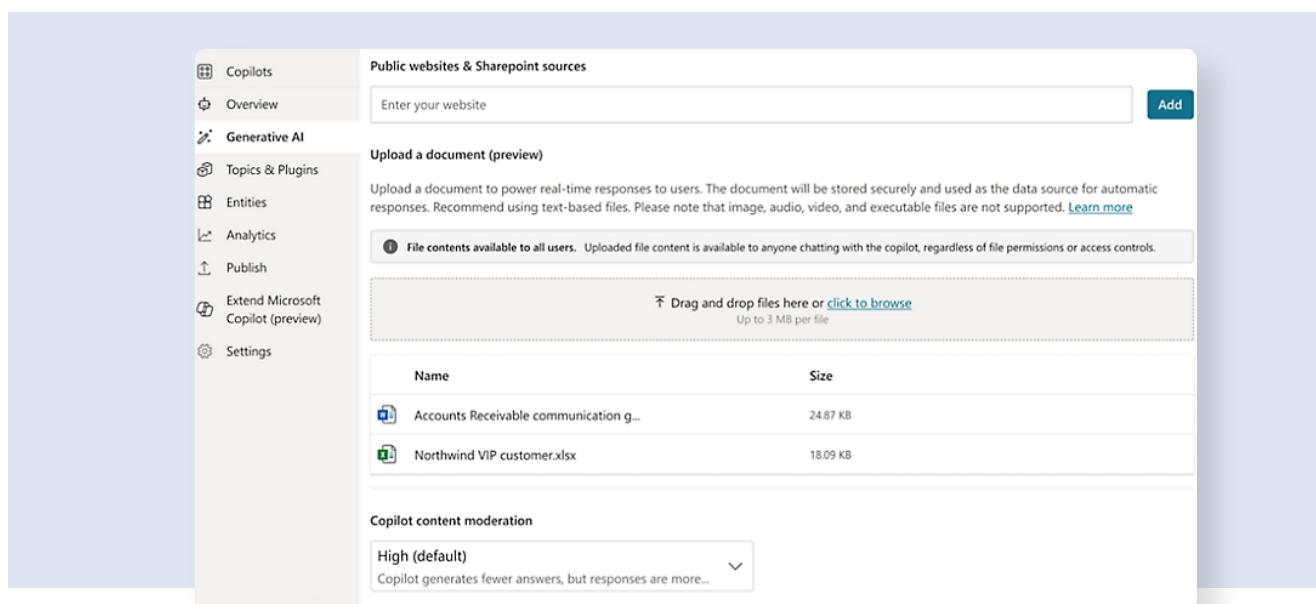 Copilots
Overview
Generative AI
Topics & Plugins
Entities
Analytics
Publish
Extend Microsoft
Copilot (preview)
Settings
Public websites & Sharepoint sources
Enter your website
Add
Upload a document (preview)
Upload a document to power real-time responses to users. The document will be stored securely and used as the data source for automatic
responses. Recommend using text-based files. Please note that image, audio, video, and executable files are not supported. Learn more
File contents available to all users. Uploaded file content is available to anyone chatting with the copilot, regardless of file permissions or access controls.
Drag and drop files here or click to browse
Up to 3 MB per file
Name Size
Accounts Receivable communication g... 24.87 KB
Northwind VIP customer.xlsx 18.09 KB
Copilot content moderation
High (default)
Copilot generates fewer answers, but responses are more...